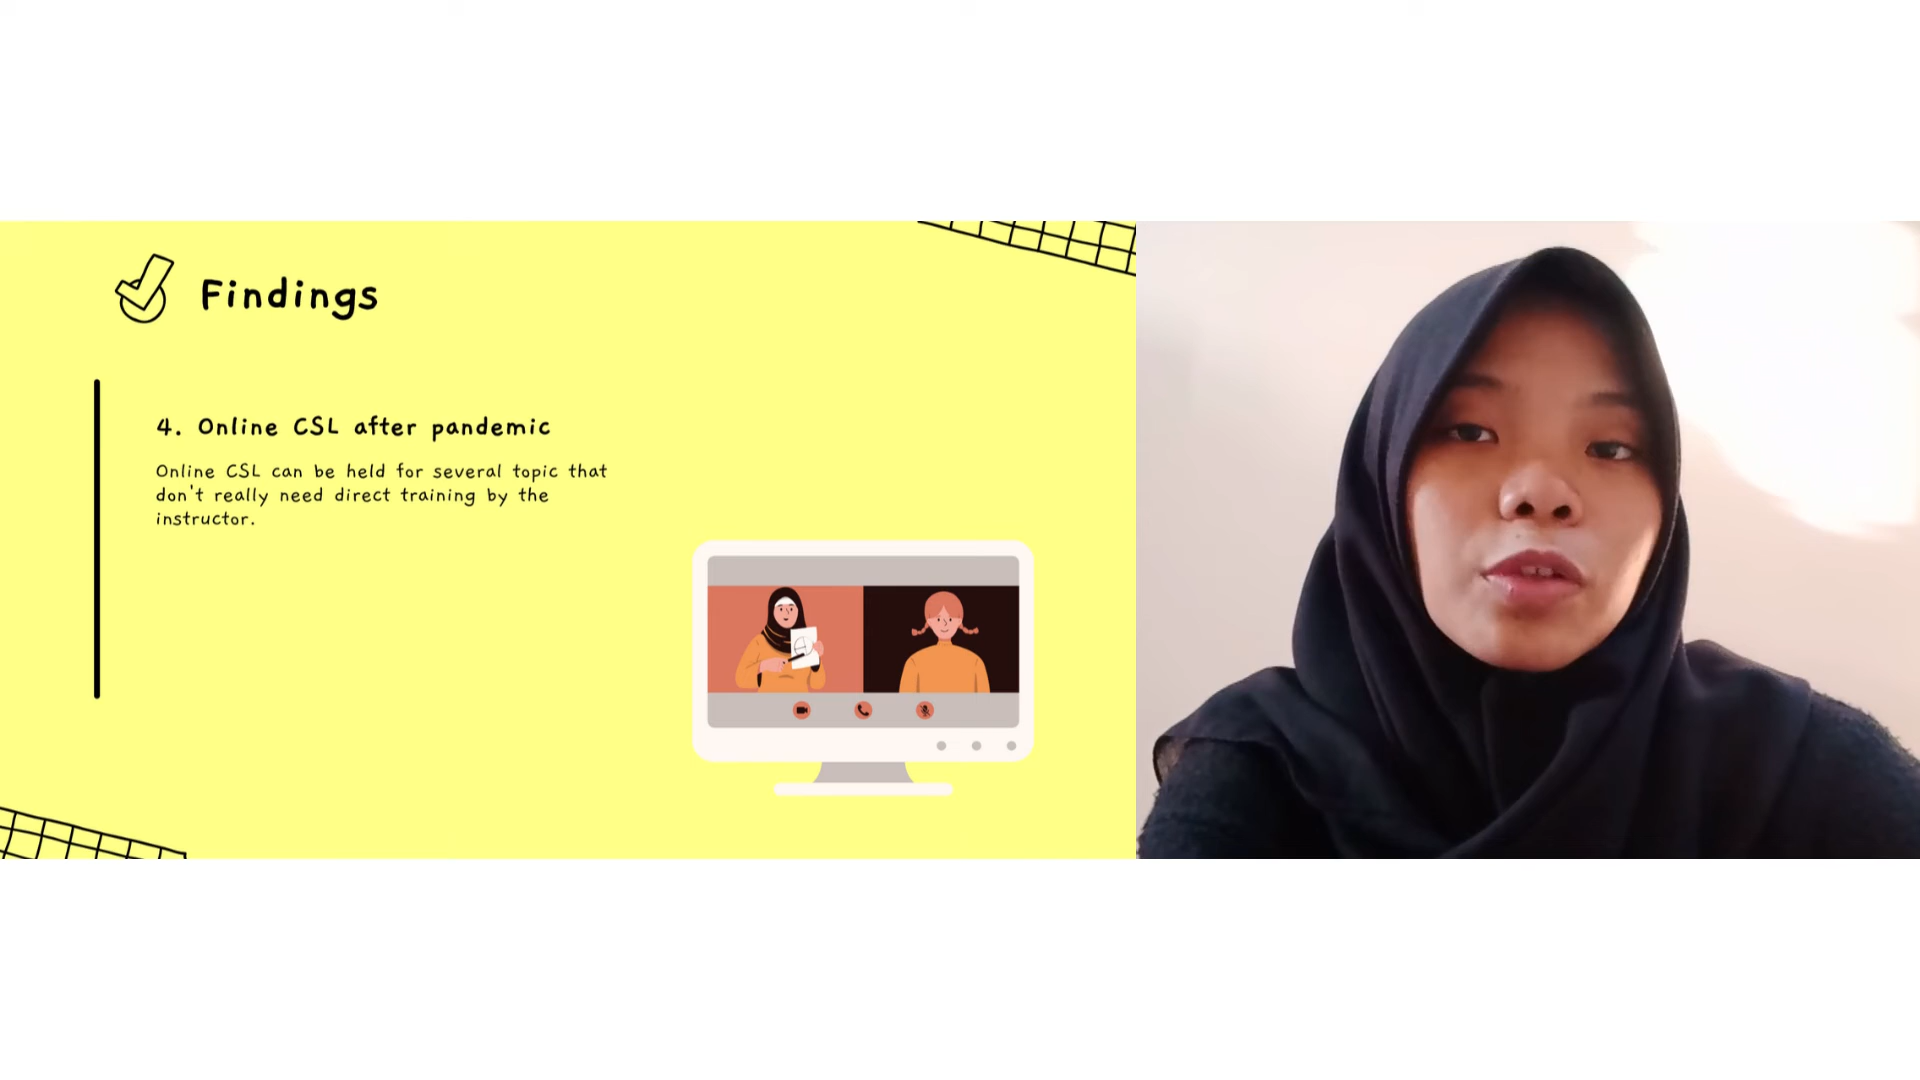 Findings
4. Online CSL after pandemic
Online CSL can be held for several topic that
don't really need direct training by the
instructor.